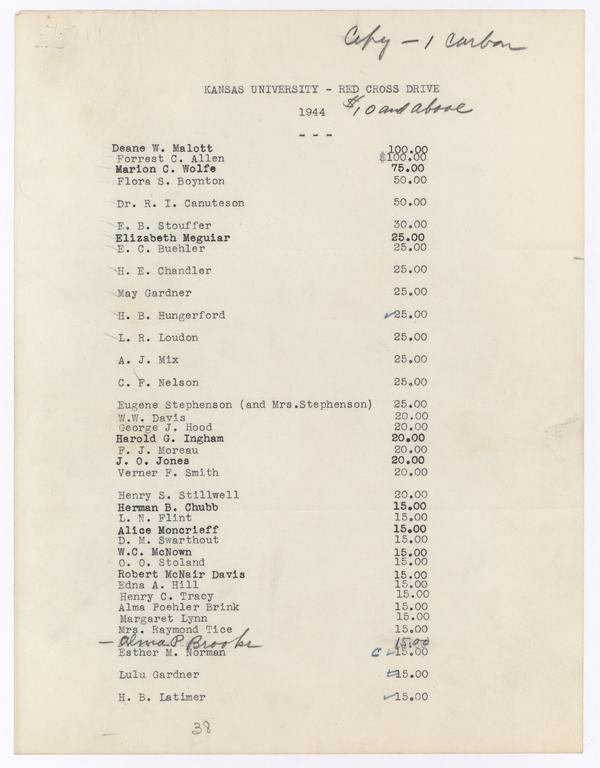 Copy - 1 carbon
KANSAS UNIVERSITY - RED CROSS DRIVE
1944 $10 and above
- - -
Deane W. Malott 100.00
Forrest C. Allen $100.00
Marion C. Wolfe 75.00
Flora S. Boynton 50.00
Dr. R. I. Canuteson 50.00
E. B. Stouffer 30.00
Elizabeth Meguiar 25.00
E. C. Buehler 25.00
H. E. Chandler 25.00
May Gardner 25.00
H. B. Hungerford 25.00
L. R. Loudon 25.00
A. J. Mix 25.00
C. F. Nelson 25.00
Eugene Stephenson (and Mrs.Stephenson) 25.00
W.W. Davis 20.00
George J. Hood 20.00
Harold G. Ingham 20.00
F. J. Moreau 20.00
J. O. Jones 20.00
Verner F. Smith 20.00
Henry S. Stillwell 20.00
Herman B. Chubb 15.00
L. N. Flint 15.00
Alice Moncrieff 15.00
D. M. Swarthout 15.00
W.C. McNown 15.00
O. O. Stoland 15.00
Robert McNair Davis 15.00
Edna A. Hill 15.00
Henry C. Tracy 15.00
Alma Poehler Brink 15.00
Margaret Lynn 15.00
Mrs. Raymond Tice 15.00
- Alma P. Brooks 15.00
Esther M. Norman C 15.00
Lulu Gardner 15.00
H. B. Latimer 15.00
38